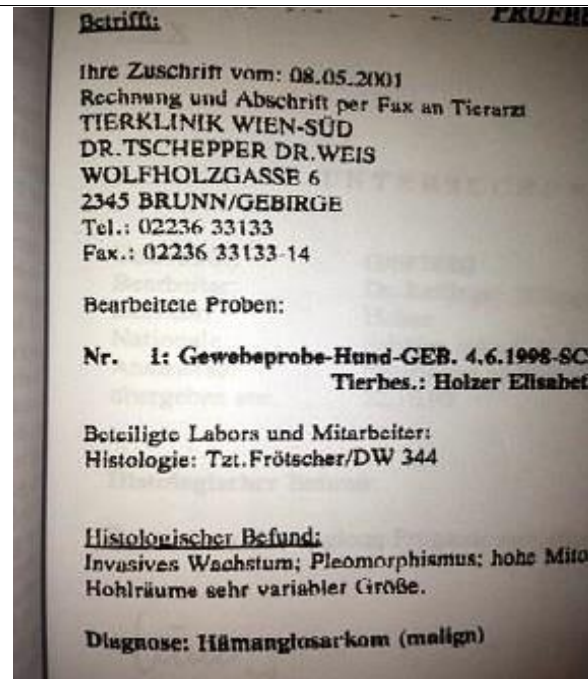 Betrifft:
Ihre Zuschrift vom: 08.05.2001
Rechnung und Abschrift per Fax an Tierarzt
TIERKLINIK WIEN-SÜD
DR.TSCHEPPER DR.WEIS
WOLFHOLZGASSE 6
2345 BRUNN/GEBIRGE
Tel.: 02236 33133
Fax.: 02236 33133-14
Bearbeitete Proben:
Nr. 1: Gewebeprobe-Hund-GEB. 4.6.1998-SC
Tierbes.: Holzer Elisabet
Beteiligte Labors und Mitarbeiter:
Histologie: Tzt.Frötscher/DW 344
Histologischer Befund:
Invasives Wachstum; Pleomorphismus; hohe Mito
Hohlräume sehr variabler Größe.
Diagnose: Hämangiosarkom (malign)